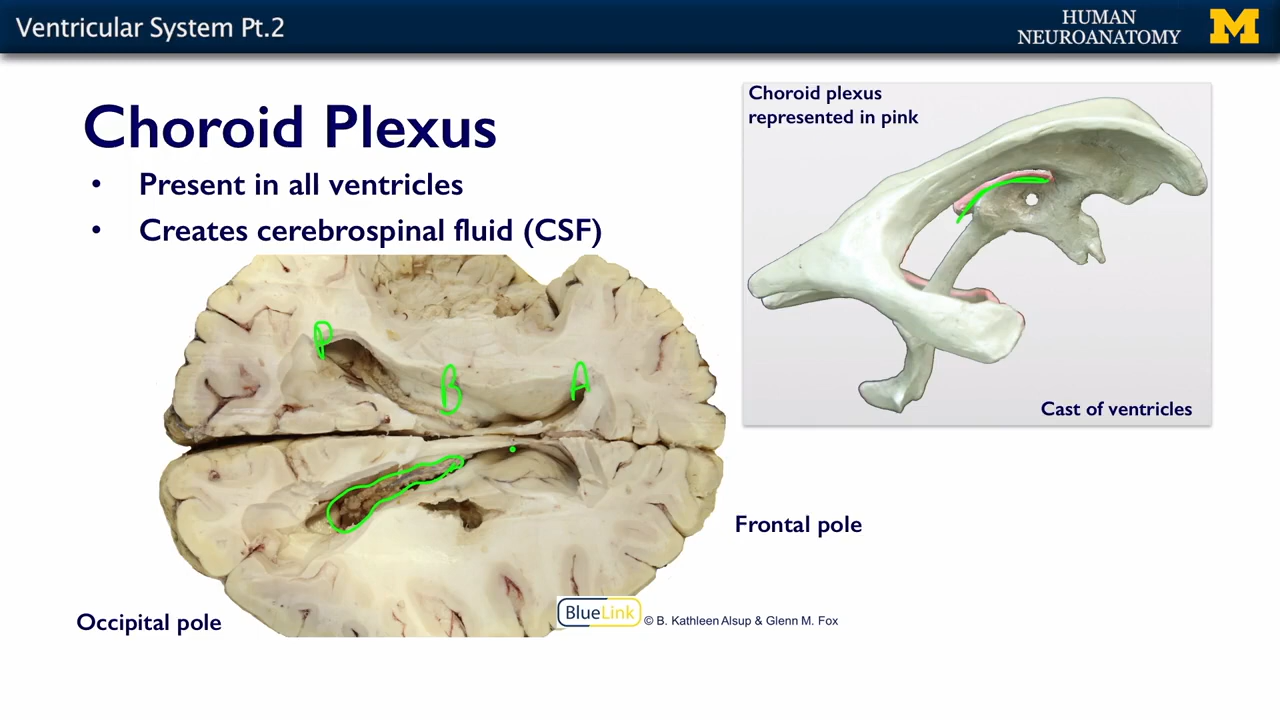 Ventricular System Pt.2
HUMAN
NEUROANATOMY
M
Choroid Plexus
• Present in all ventricles
• Creates cerebrospinal fluid (CSF)
Choroid plexus
represented in pink
Cast of ventricles
P
B
A
Frontal pole
Occipital pole
BlueLink © B. Kathleen Alsup & Glenn M. Fox